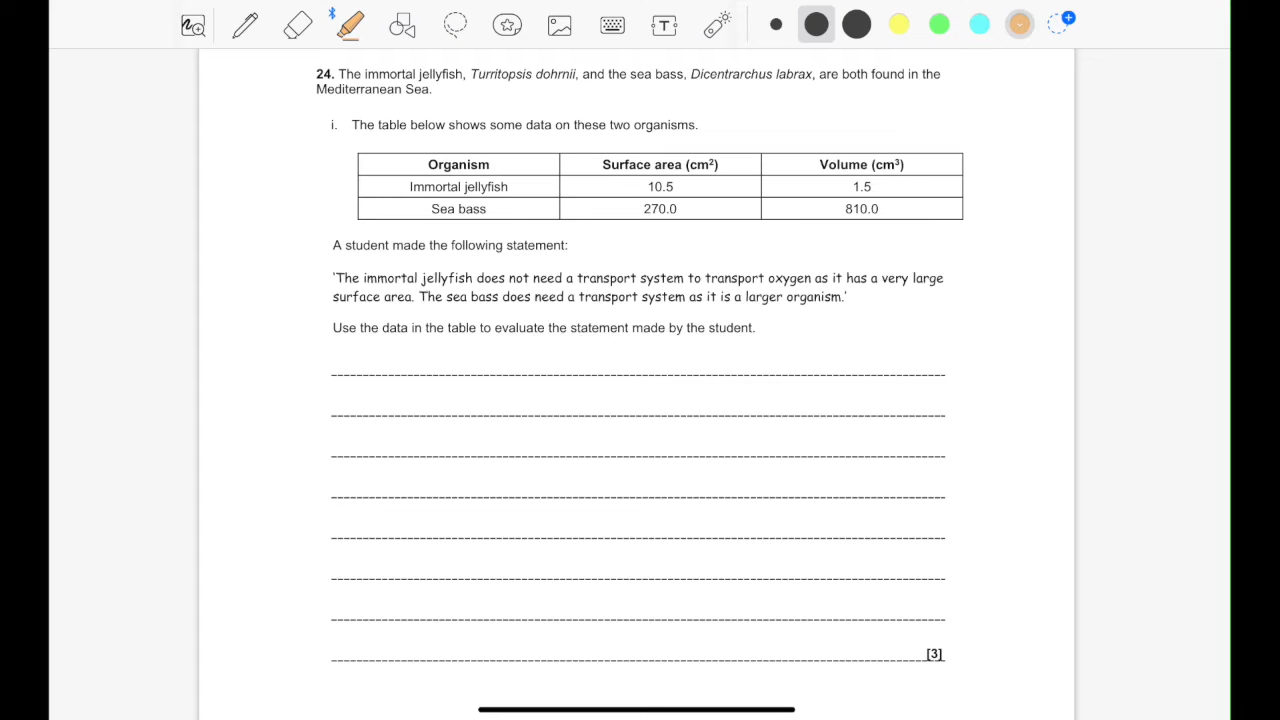 T
24. The immortal jellyfish, Turritopsis dohrnii, and the sea bass, Dicentrarchus labrax, are both found in the
Mediterranean Sea.
i. The table below shows some data on these two organisms.
Organism Surface area (cm²) Volume (cm³)
Immortal jellyfish 10.5 1.5
Sea bass 270.0 810.0
A student made the following statement:
'The immortal jellyfish does not need a transport system to transport oxygen as it has a very large
surface area. The sea bass does need a transport system as it is a larger organism.'
Use the data in the table to evaluate the statement made by the student.
[3]